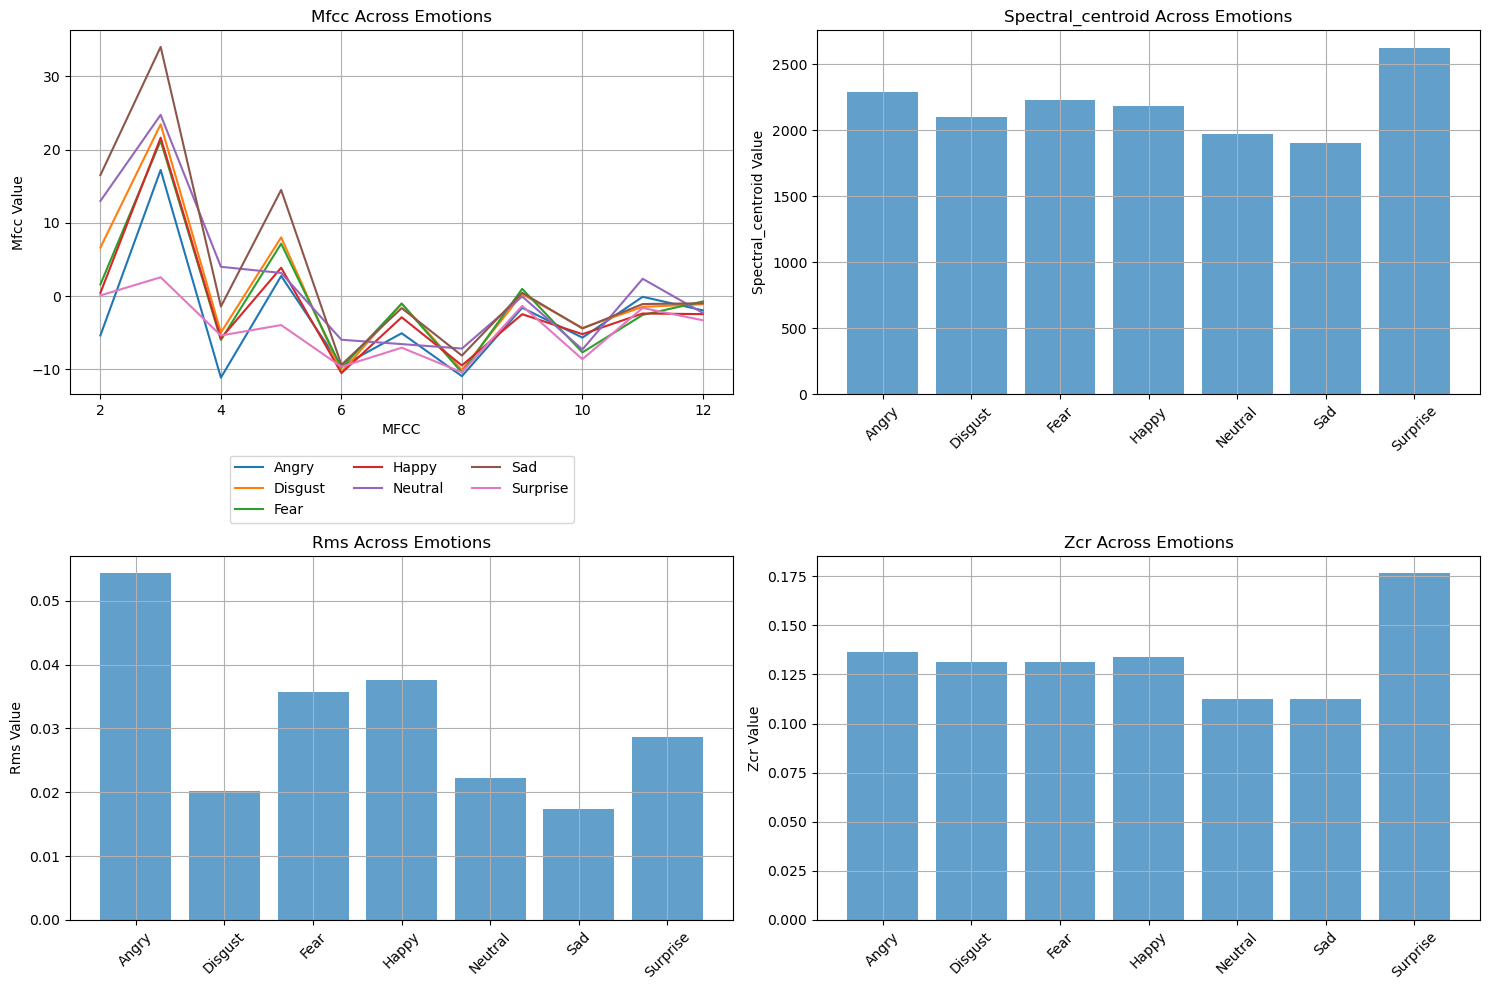 Mfcc Across Emotions
Mfcc Value
30
20
10
0
−10
2 4 6 8 10 12
MFCC
Angry Happy Sad
Disgust Neutral Surprise
Fear
Spectral_centroid Across Emotions
Spectral_centroid Value
2500
2000
1500
1000
500
0
Angry Disgust Fear Happy Neutral Sad Surprise
Rms Across Emotions
Rms Value
0.05
0.04
0.03
0.02
0.01
0.00
Angry Disgust Fear Happy Neutral Sad Surprise
Zcr Across Emotions
Zcr Value
0.175
0.150
0.125
0.100
0.075
0.050
0.025
0.000
Angry Disgust Fear Happy Neutral Sad Surprise